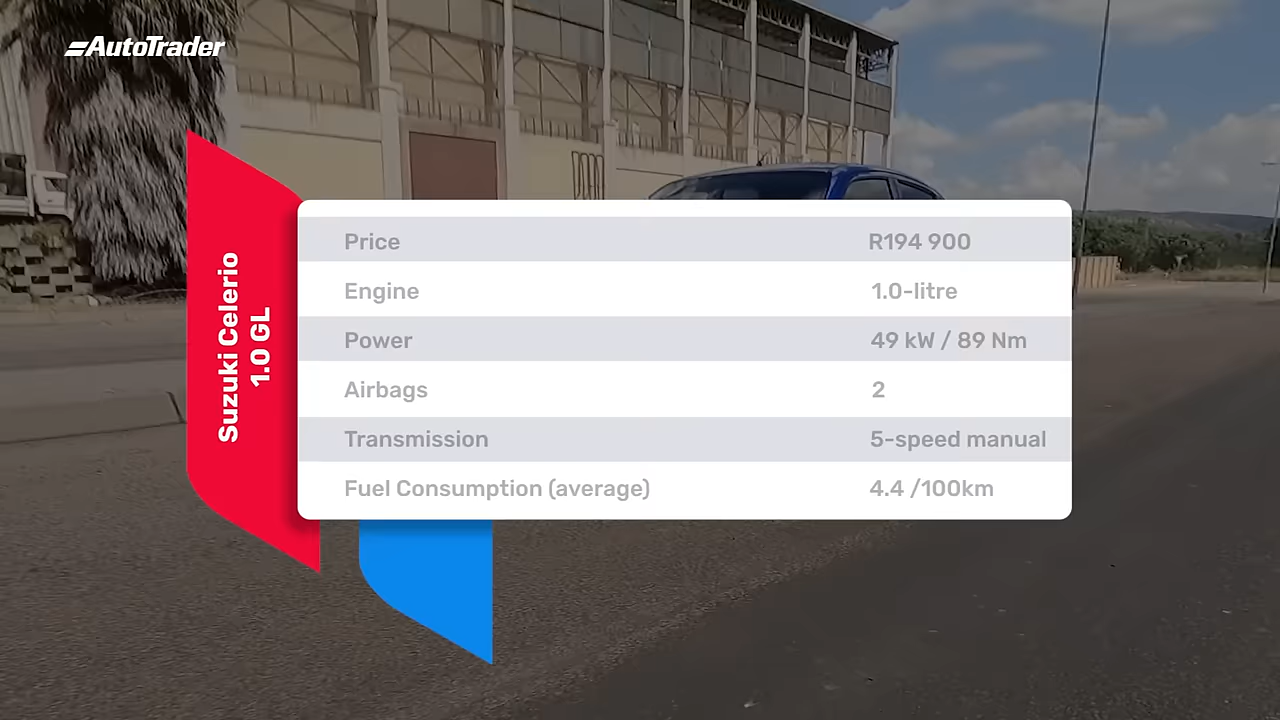 AutoTrader
Suzuki Celerio
1.0 GL
Price R194 900
Engine 1.0-litre
Power 49 kW / 89 Nm
Airbags 2
Transmission 5-speed manual
Fuel Consumption (average) 4.4 /100km